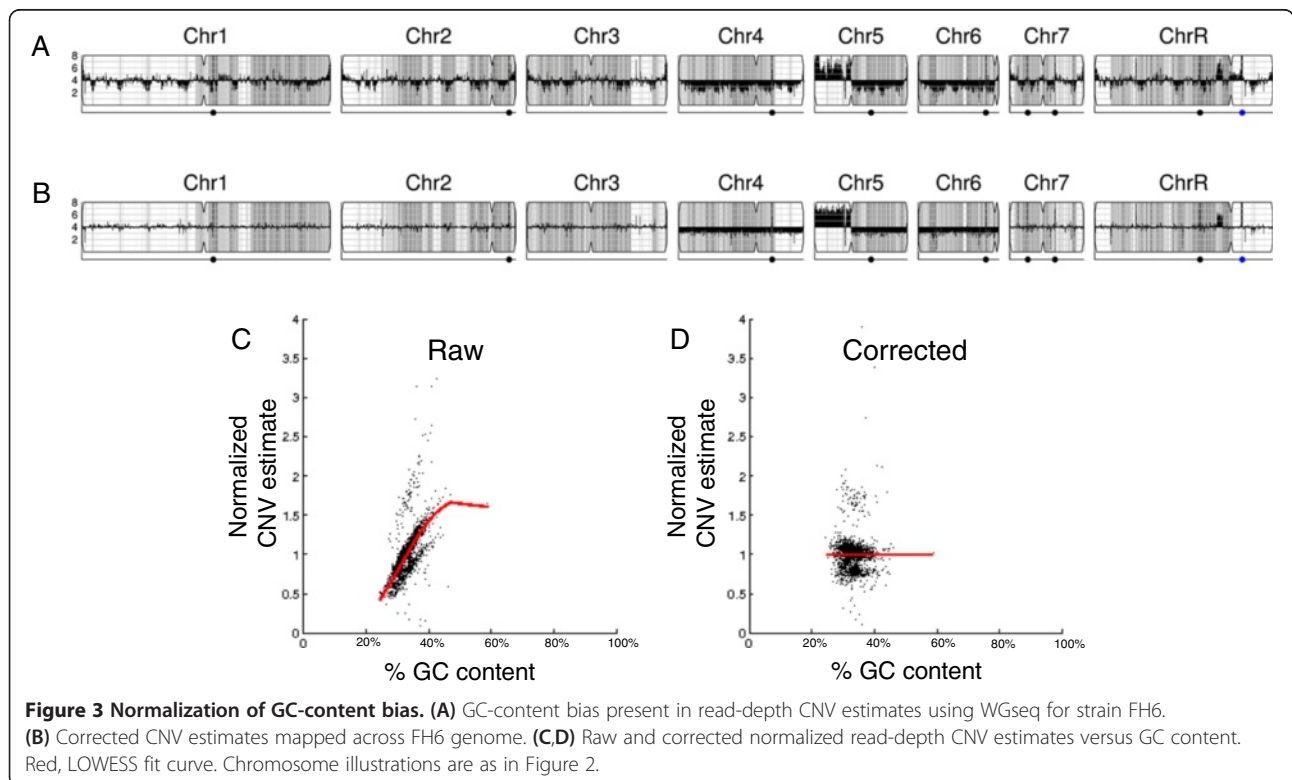 A
Chr1 Chr2 Chr3 Chr4 Chr5 Chr6 Chr7 ChrR
8
6
4
2
B
Chr1 Chr2 Chr3 Chr4 Chr5 Chr6 Chr7 ChrR
8
6
4
2
C
Raw
Normalized
CNV estimate
4
3.5
3
2.5
2
1.5
1
0.5
0
0 20% 40% 60% 80% 100%
% GC content
D
Corrected
Normalized
CNV estimate
4
3.5
3
2.5
2
1.5
1
0.5
0
0 20% 40% 60% 80% 100%
% GC content
Figure 3 Normalization of GC-content bias. (A) GC-content bias present in read-depth CNV estimates using WGseq for strain FH6.
(B) Corrected CNV estimates mapped across FH6 genome. (C,D) Raw and corrected normalized read-depth CNV estimates versus GC content.
Red, LOWESS fit curve. Chromosome illustrations are as in Figure 2.